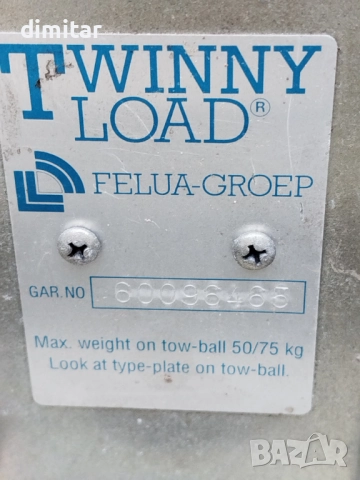 dimitar
TWINNY
LOAD®
FELUA-GROEP
GAR.NO 60096465
Max. weight on tow-ball 50/75 kg
Look at type-plate on tow-ball.
BAZAR